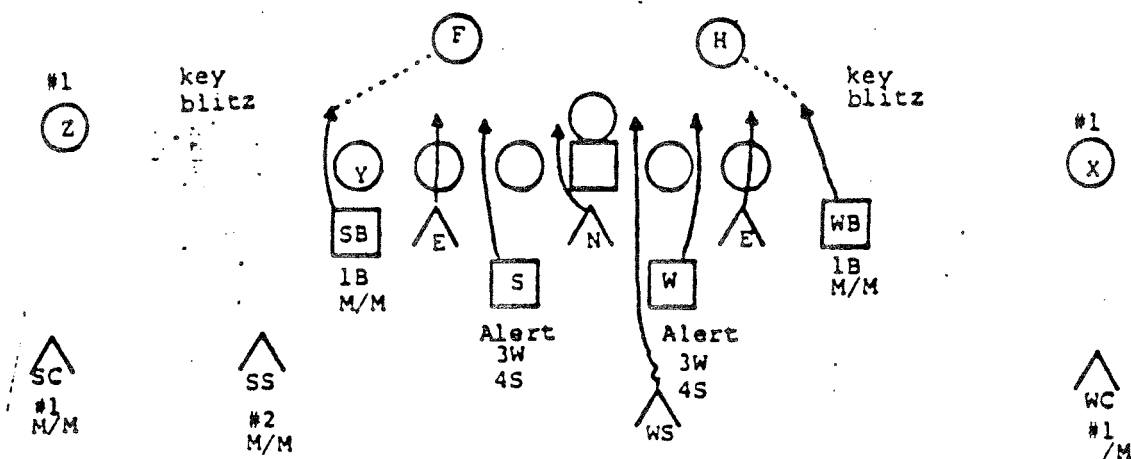 F
H
#1
key
blitz
key
blitz
#1
Z
X
Y
SB
E
N
E
WB
1B
M/M
1B
M/M
S
W
Alert
3W
4S
Alert
3W
4S
SC
#1
M/M
SS
#2
M/M
WS
WC
#1
/M